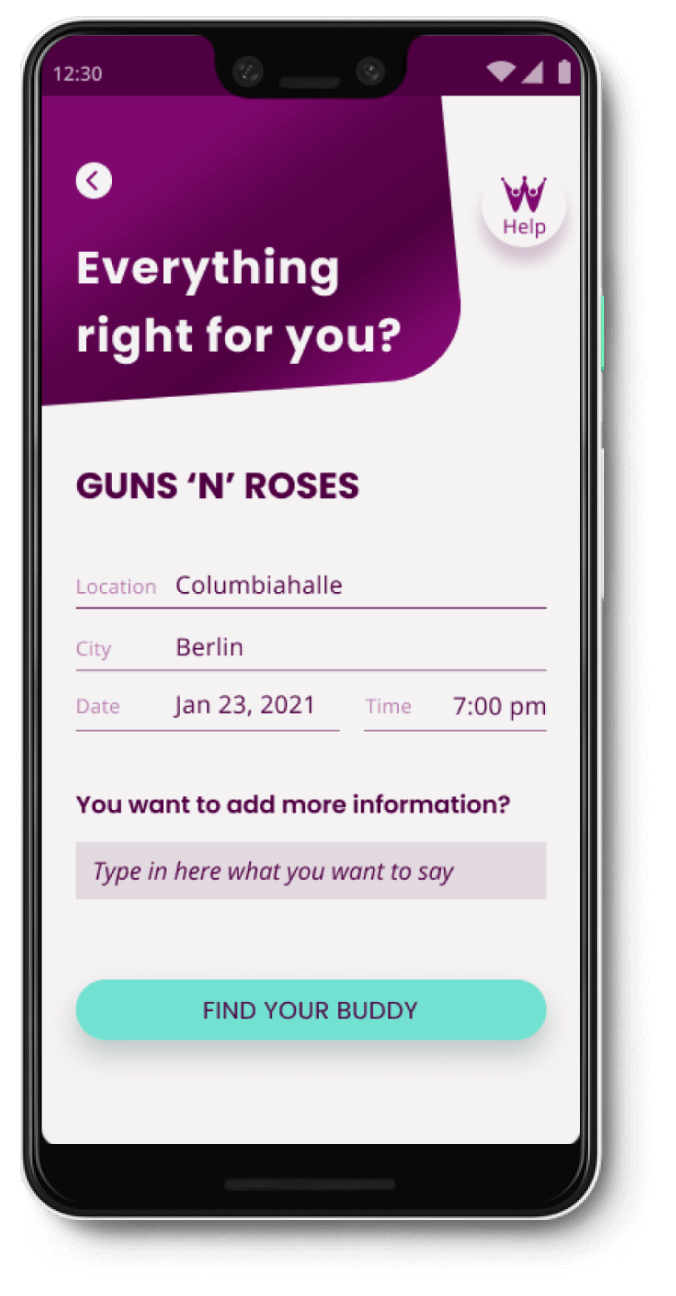 12:30
Help
Everything
right for you?
GUNS ‘N’ ROSES
Location Columbiahalle
City Berlin
Date Jan 23, 2021 Time 7:00 pm
You want to add more information?
Type in here what you want to say
FIND YOUR BUDDY